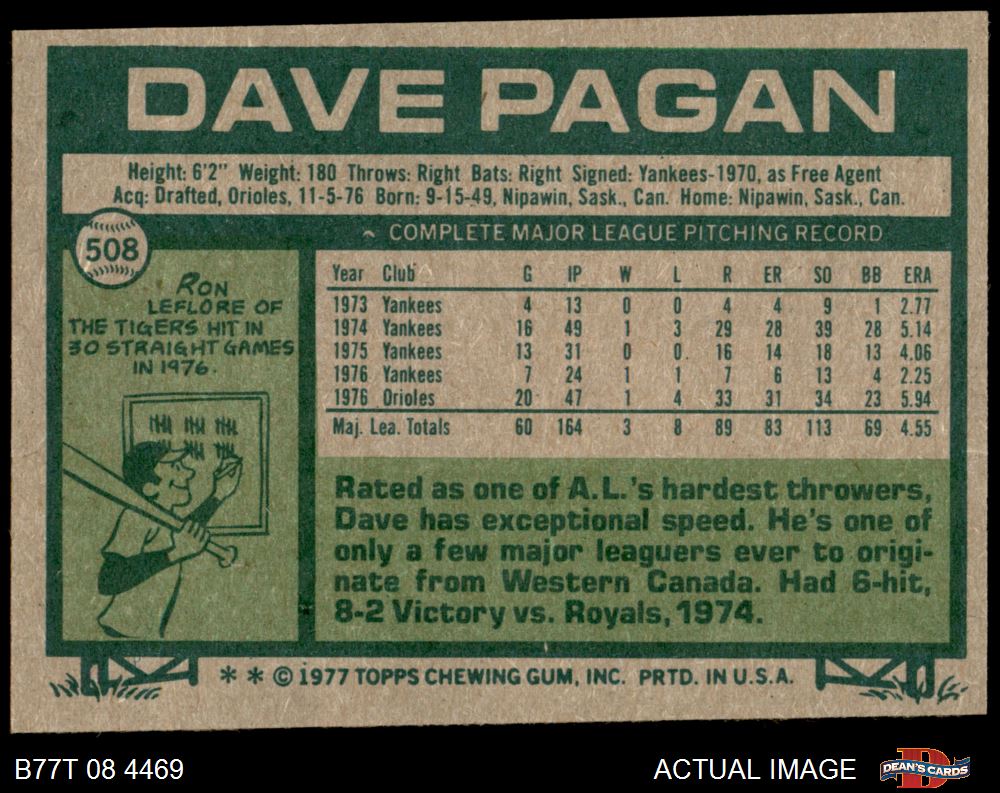 DAVE PAGAN
Height: 6'2" Weight: 180 Throws: Right Bats: Right Signed: Yankees-1970, as Free Agent
Acq: Drafted, Orioles, 11-5-76 Born: 9-15-49, Nipawin, Sask., Can. Home: Nipawin, Sask., Can.
508
RON
LEFLORE OF
THE TIGERS HIT IN
30 STRAIGHT GAMES
IN 1976.
COMPLETE MAJOR LEAGUE PITCHING RECORD
Year Club G IP W L R ER SO BB ERA
1973 Yankees 4 13 0 0 4 4 9 1 2.77
1974 Yankees 16 49 1 3 29 28 39 28 5.14
1975 Yankees 13 31 0 0 16 14 18 13 4.06
1976 Yankees 7 24 1 1 7 6 13 4 2.25
1976 Orioles 20 47 1 4 33 31 34 23 5.94
Maj. Lea. Totals 60 164 3 8 89 83 113 69 4.55
Rated as one of A.L.'s hardest throwers,
Dave has exceptional speed. He's one of
only a few major leaguers ever to origi-
nate from Western Canada. Had 6-hit,
8-2 Victory vs. Royals, 1974.
* * © 1977 TOPPS CHEWING GUM, INC. PRTD. IN U.S.A.
B77T 08 4469
ACTUAL IMAGE
DEAN'S CARDS